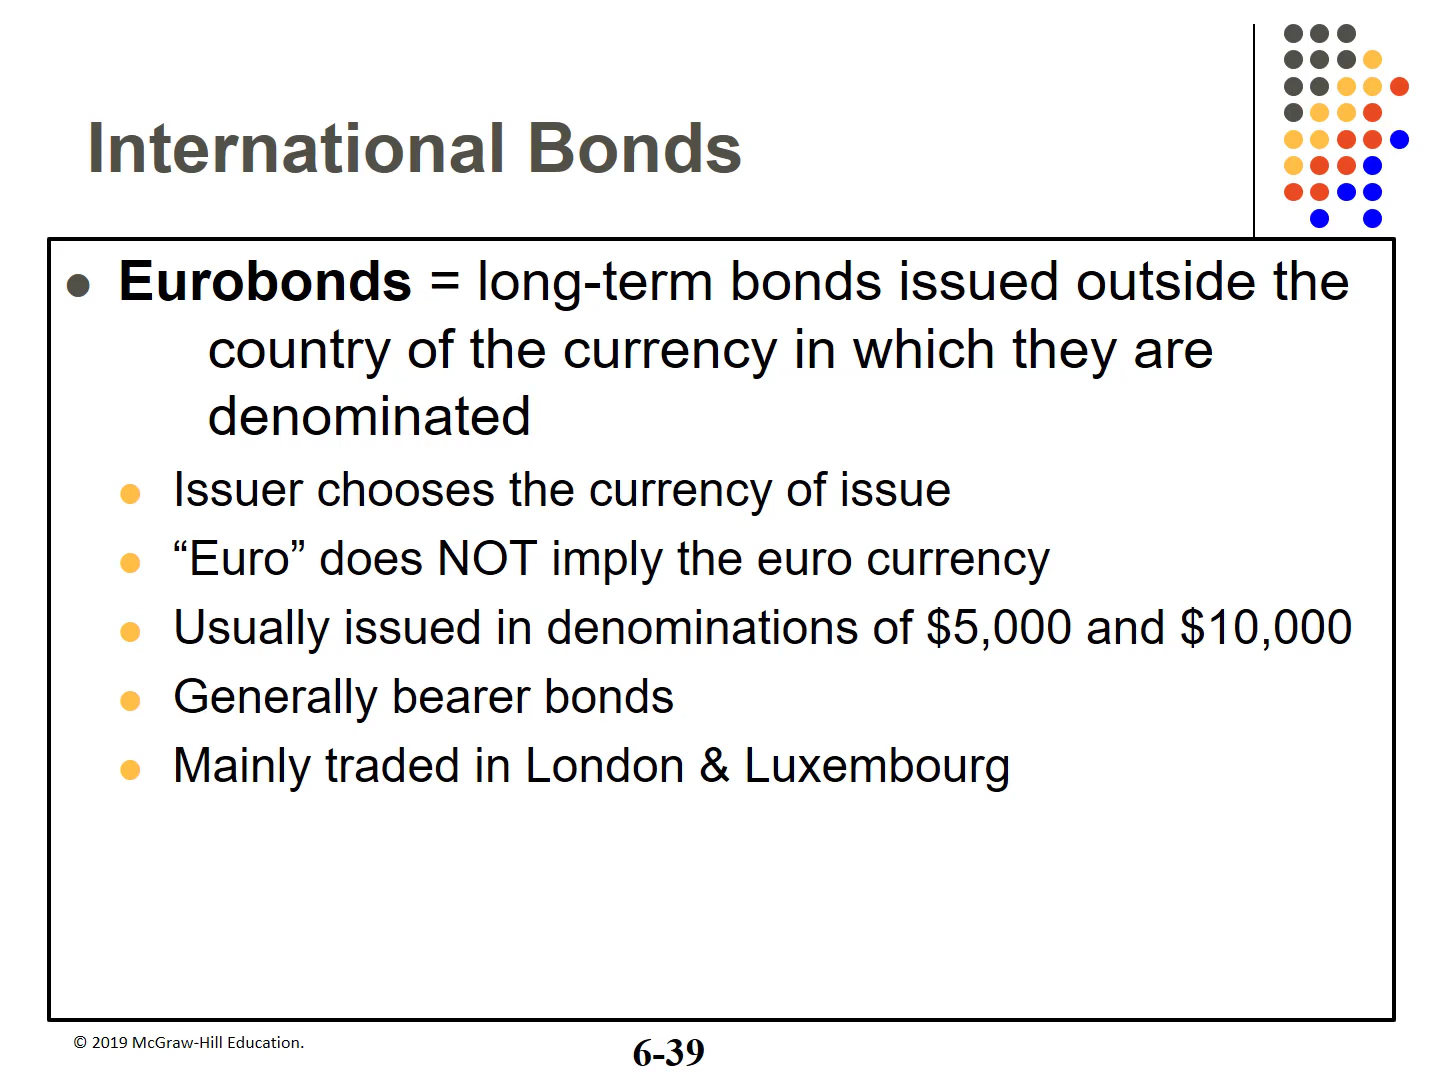 International Bonds
● Eurobonds = long-term bonds issued outside the
country of the currency in which they are
denominated
● Issuer chooses the currency of issue
● “Euro” does NOT imply the euro currency
● Usually issued in denominations of $5,000 and $10,000
● Generally bearer bonds
● Mainly traded in London & Luxembourg
© 2019 McGraw-Hill Education.
6-39